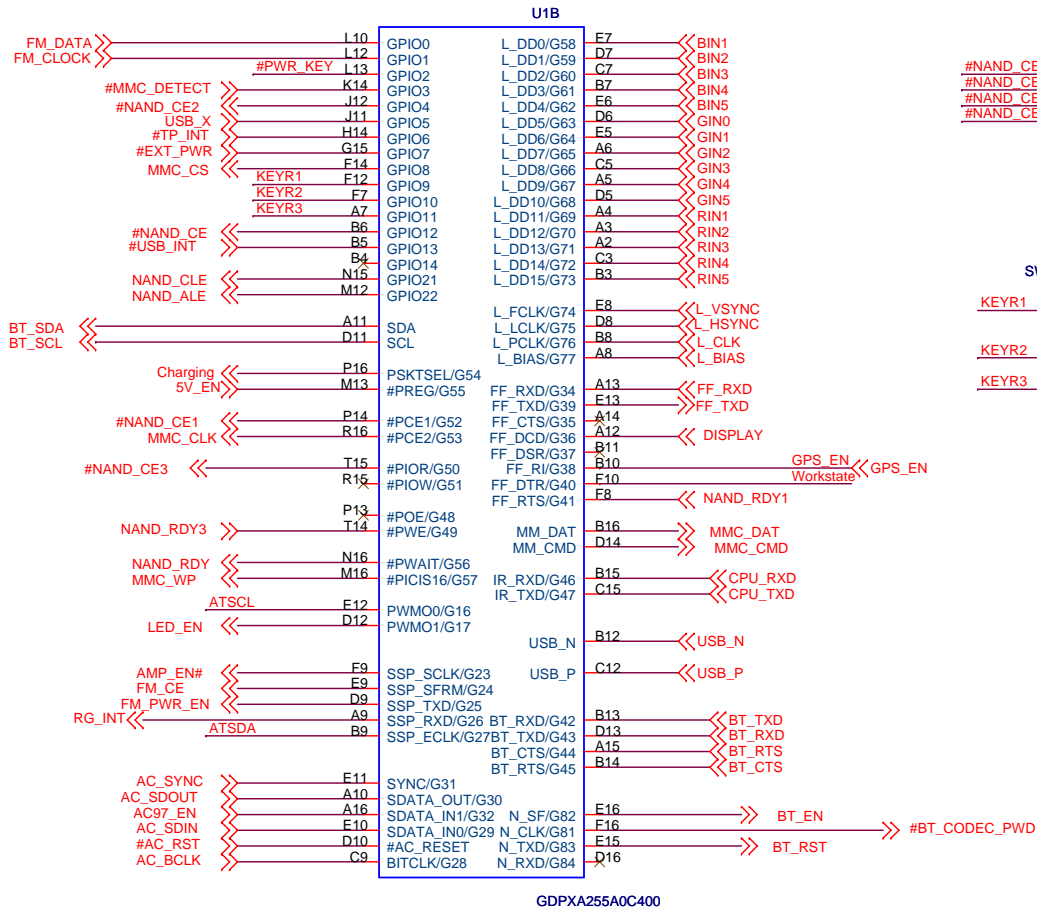 U1B
FM_DATA L10 GPIO0 L_DD0/G58 E7 BIN1
FM_CLOCK L12 GPIO1 L_DD1/G59 D7 BIN2
#PWR_KEY L13 GPIO2 L_DD2/G60 C7 BIN3 #NAND_CE
#MMC_DETECT K14 GPIO3 L_DD3/G61 B7 BIN4 #NAND_CE
#NAND_CE2 J12 GPIO4 L_DD4/G62 E6 BIN5 #NAND_CE
USB_X J11 GPIO5 L_DD5/G63 D6 GIN0 #NAND_CE
#TP_INT H14 GPIO6 L_DD6/G64 E5 GIN1
#EXT_PWR G15 GPIO7 L_DD7/G65 A6 GIN2
MMC_CS F14 GPIO8 L_DD8/G66 C5 GIN3
KEYR1 F12 GPIO9 L_DD9/G67 A5 GIN4
KEYR2 F7 GPIO10 L_DD10/G68 D5 GIN5
KEYR3 A7 GPIO11 L_DD11/G69 A4 RIN1
#NAND_CE B6 GPIO12 L_DD12/G70 A3 RIN2
#USB_INT B5 GPIO13 L_DD13/G71 A2 RIN3
B4 GPIO14 L_DD14/G72 C3 RIN4
NAND_CLE N15 GPIO21 L_DD15/G73 B3 RIN5 SW
NAND_ALE M12 GPIO22
L_FCLK/G74 E8 L_VSYNC KEYR1
BT_SDA A11 SDA L_LCLK/G75 D8 L_HSYNC
BT_SCL D11 SCL L_PCLK/G76 B8 L_CLK
L_BIAS/G77 A8 L_BIAS KEYR2
Charging P16 PSKTSEL/G54
5V_EN M13 #PREG/G55 FF_RXD/G34 A13 FF_RXD KEYR3
FF_TXD/G39 E13 FF_TXD
#NAND_CE1 P14 #PCE1/G52 FF_CTS/G35 A14
MMC_CLK R16 #PCE2/G53 FF_DCD/G36 A12 DISPLAY
FF_DSR/G37 B11
#NAND_CE3 T15 #PIOR/G50 FF_RI/G38 B10 GPS_EN GPS_EN
R15 #PIOW/G51 FF_DTR/G40 F10 Workstate
FF_RTS/G41 F8 NAND_RDY1
P13 #POE/G48
NAND_RDY3 T14 #PWE/G49 MM_DAT B16 MMC_DAT
MM_CMD D14 MMC_CMD
NAND_RDY N16 #PWAIT/G56
MMC_WP M16 #PICIS16/G57 IR_RXD/G46 B15 CPU_RXD
IR_TXD/G47 C15 CPU_TXD
ATSCL E12 PWMO0/G16
LED_EN D12 PWMO1/G17
USB_N B12 USB_N
AMP_EN# F9 SSP_SCLK/G23 USB_P C12 USB_P
FM_CE E9 SSP_SFRM/G24
FM_PWR_EN D9 SSP_TXD/G25
RG_INT A9 SSP_RXD/G26 BT_RXD/G42 B13 BT_TXD
ATSDA B9 SSP_ECLK/G27 BT_TXD/G43 D13 BT_RXD
BT_CTS/G44 A15 BT_RTS
BT_RTS/G45 B14 BT_CTS
AC_SYNC E11 SYNC/G31
AC_SDOUT A10 SDATA_OUT/G30
AC97_EN A16 SDATA_IN1/G32 N_SF/G82 E16 BT_EN
AC_SDIN E10 SDATA_IN0/G29 N_CLK/G81 F16 #BT_CODEC_PWD
#AC_RST D10 #AC_RESET N_TXD/G83 E15 BT_RST
AC_BCLK C9 BITCLK/G28 N_RXD/G84 D16
GDPXA255A0C400